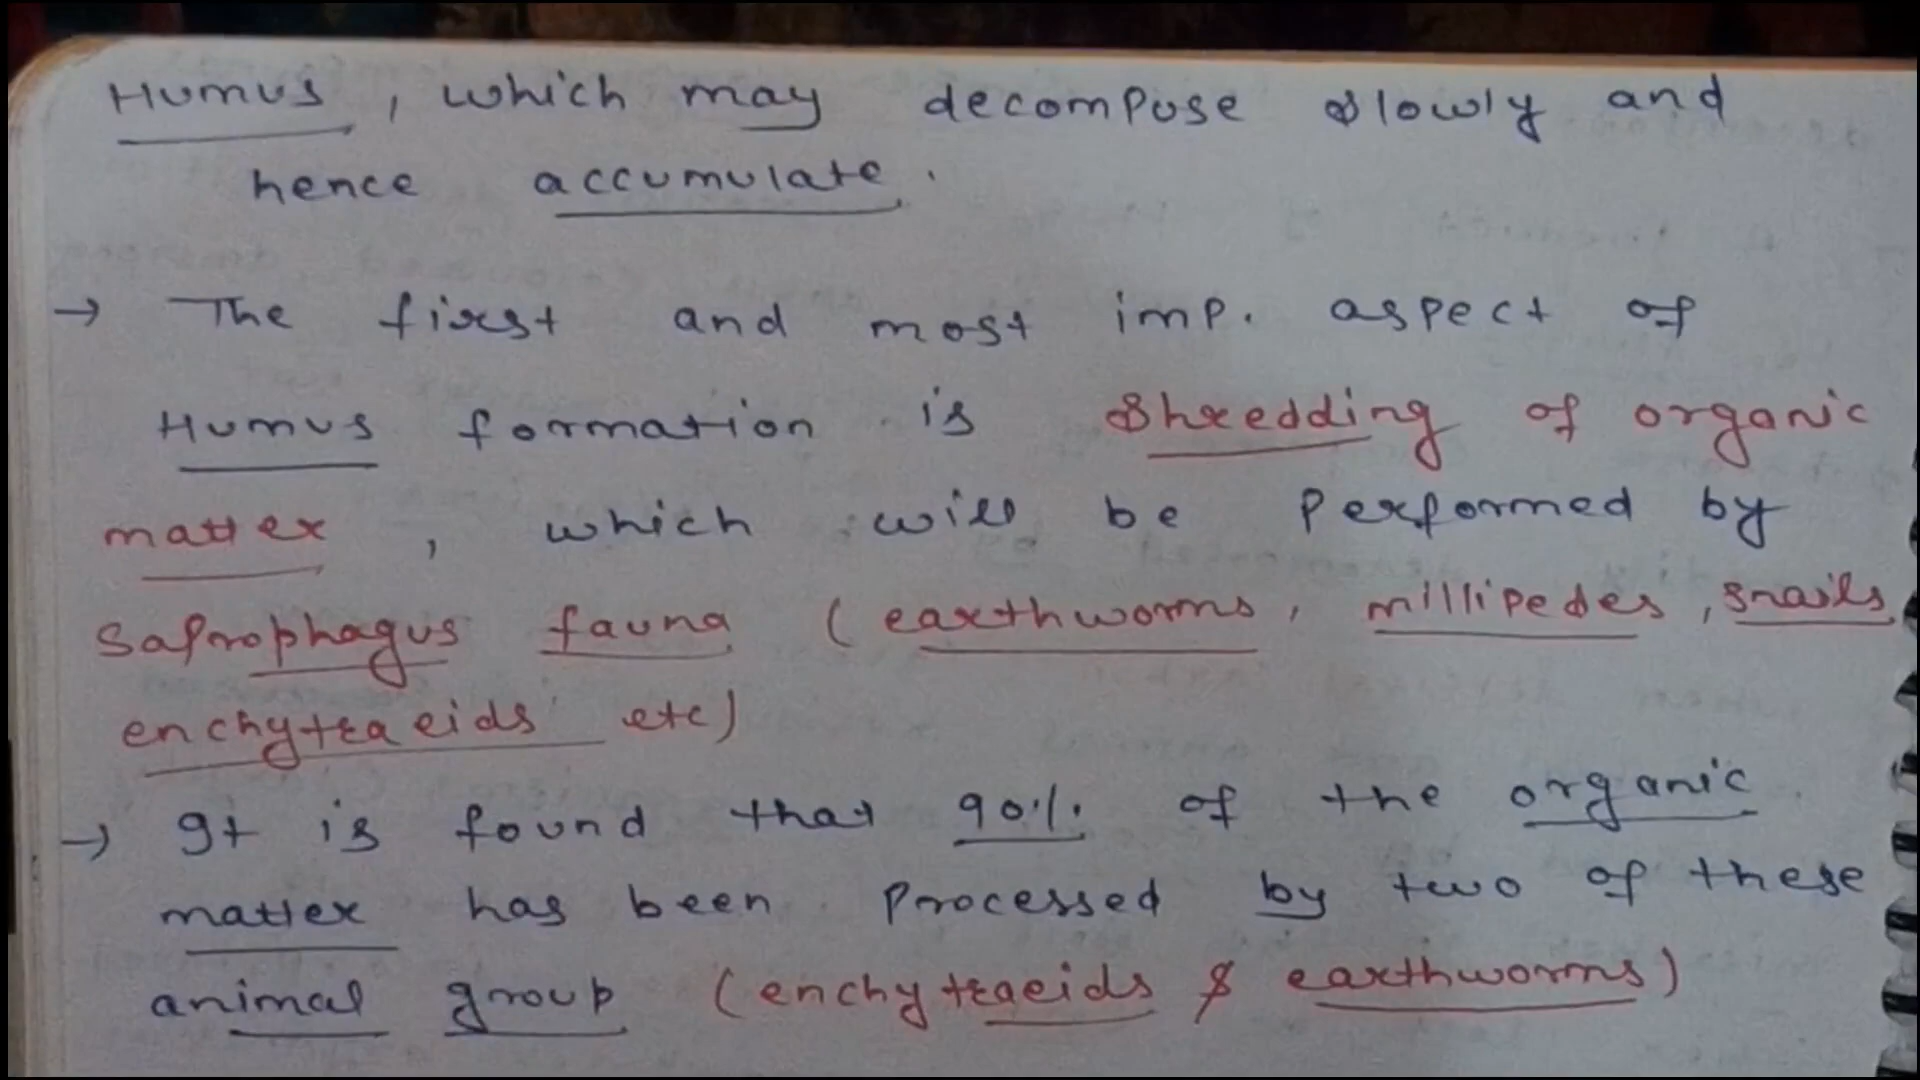 Humus, which may decompose slowly and
hence accumulate.
→ The first and most imp. aspect of
Humus formation is Shredding of organic
matter, which will be Performed by
Saprophagus fauna (earthworms, millipedes, snails,
enchytraeids etc)
→ It is found that 90% of the organic
matter has been Processed by two of these
animal group (enchytraeids & earthworms)